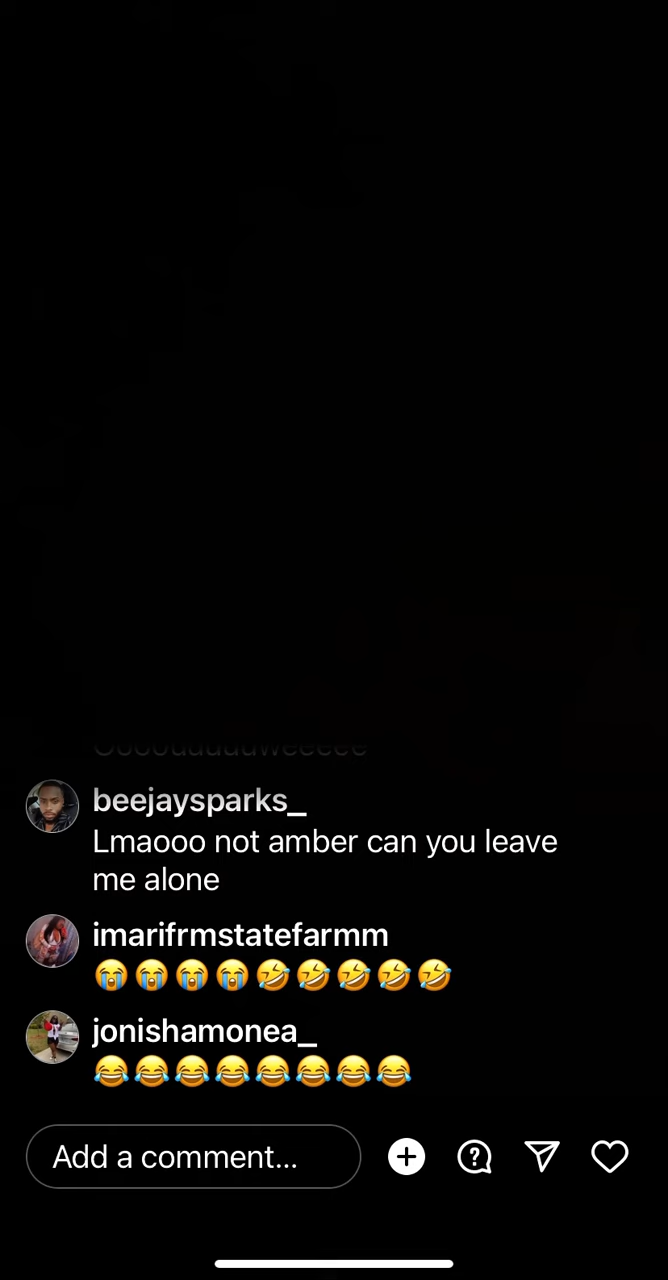 beejaysparks_
Lmaooo not amber can you leave
me alone
imarifrmstatefarmm
😭😭😭😭🤣🤣🤣🤣🤣
jonishamonea_
😂😂😂😂😂😂😂😂
Add a comment...